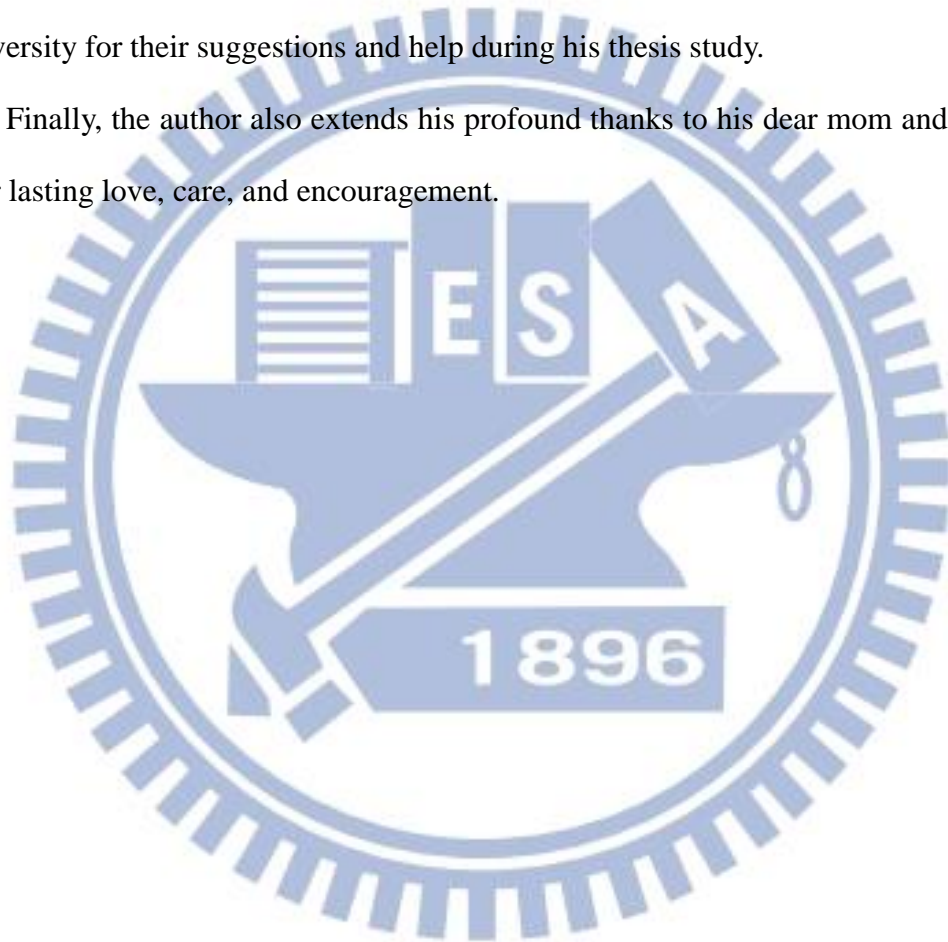 versity for their suggestions and help during his thesis study.
Finally, the author also extends his profound thanks to his dear mom and
lasting love, care, and encouragement.
E S A
1896